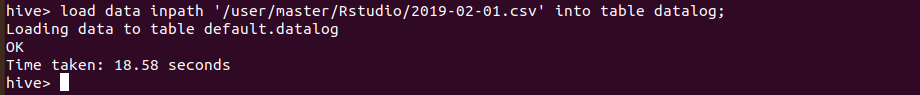 hive> load data inpath '/user/master/Rstudio/2019-02-01.csv' into table datalog;
Loading data to table default.datalog
OK
Time taken: 18.58 seconds
hive>